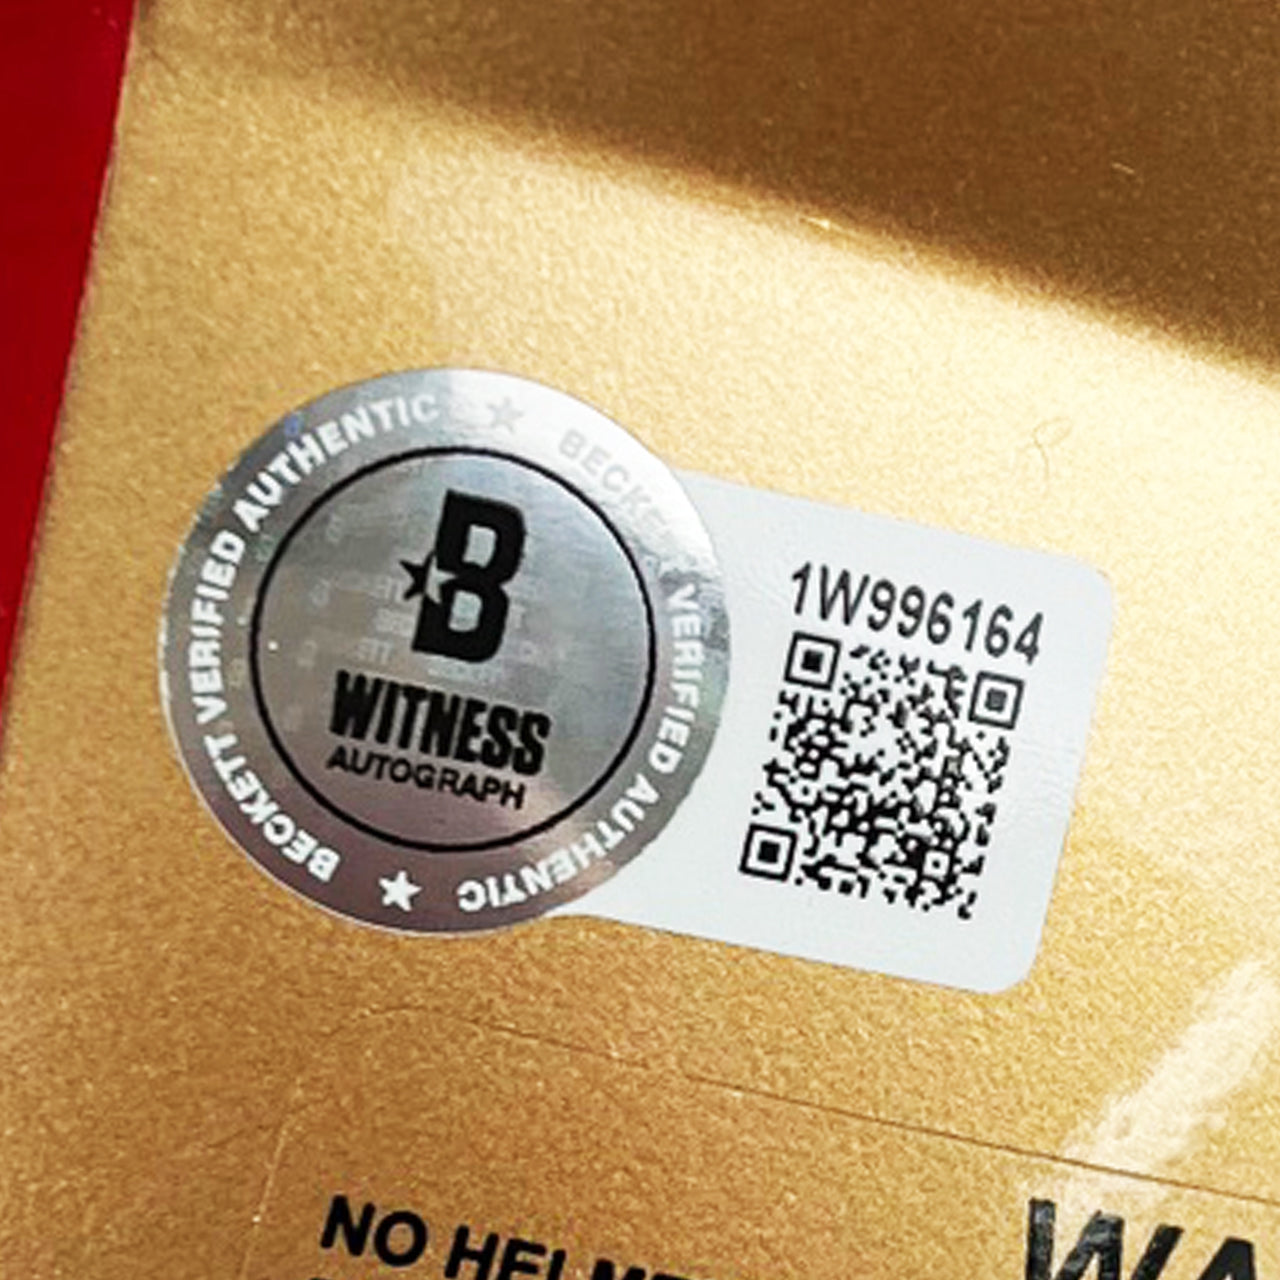 BECKETT VERIFIED AUTHENTIC ★ BECKETT VERIFIED AUTHENTIC ★
B
WITNESS
AUTOGRAPH
1W996164
NO